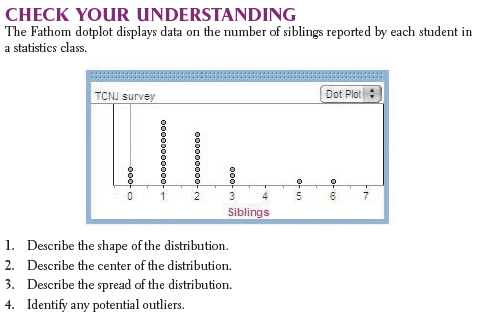 CHECK YOUR UNDERSTANDING
The Fathom dotplot displays data on the number of siblings reported by each student in
a statistics class.
TCNJ survey
Dot Plot
0 1 2 3 4 5 6 7
Siblings
1. Describe the shape of the distribution.
2. Describe the center of the distribution.
3. Describe the spread of the distribution.
4. Identify any potential outliers.